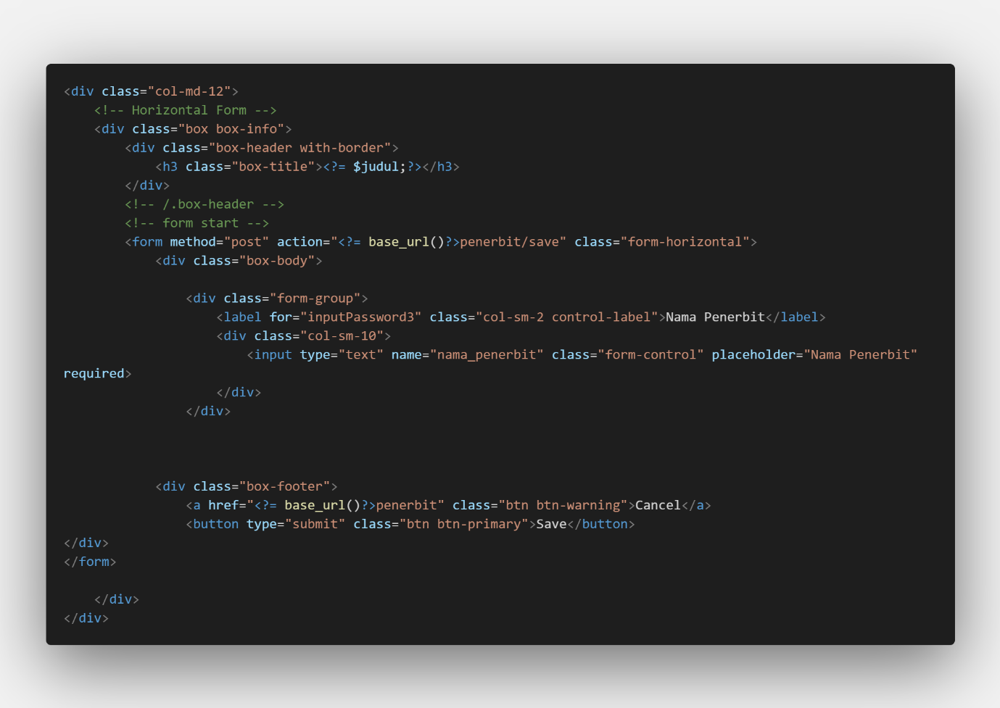 <div class="col-md-12">
    <!-- Horizontal Form -->
    <div class="box box-info">
        <div class="box-header with-border">
            <h3 class="box-title"><?= $judul;?></h3>
        </div>
        <!-- /.box-header -->
        <!-- form start -->
        <form method="post" action="<?= base_url()?>penerbit/save" class="form-horizontal">
            <div class="box-body">

                <div class="form-group">
                    <label for="inputPassword3" class="col-sm-2 control-label">Nama Penerbit</label>
                    <div class="col-sm-10">
                        <input type="text" name="nama_penerbit" class="form-control" placeholder="Nama Penerbit"
required>
                    </div>
                </div>



            <div class="box-footer">
                <a href="<?= base_url()?>penerbit" class="btn btn-warning">Cancel</a>
                <button type="submit" class="btn btn-primary">Save</button>
</div>
</form>

    </div>
</div>